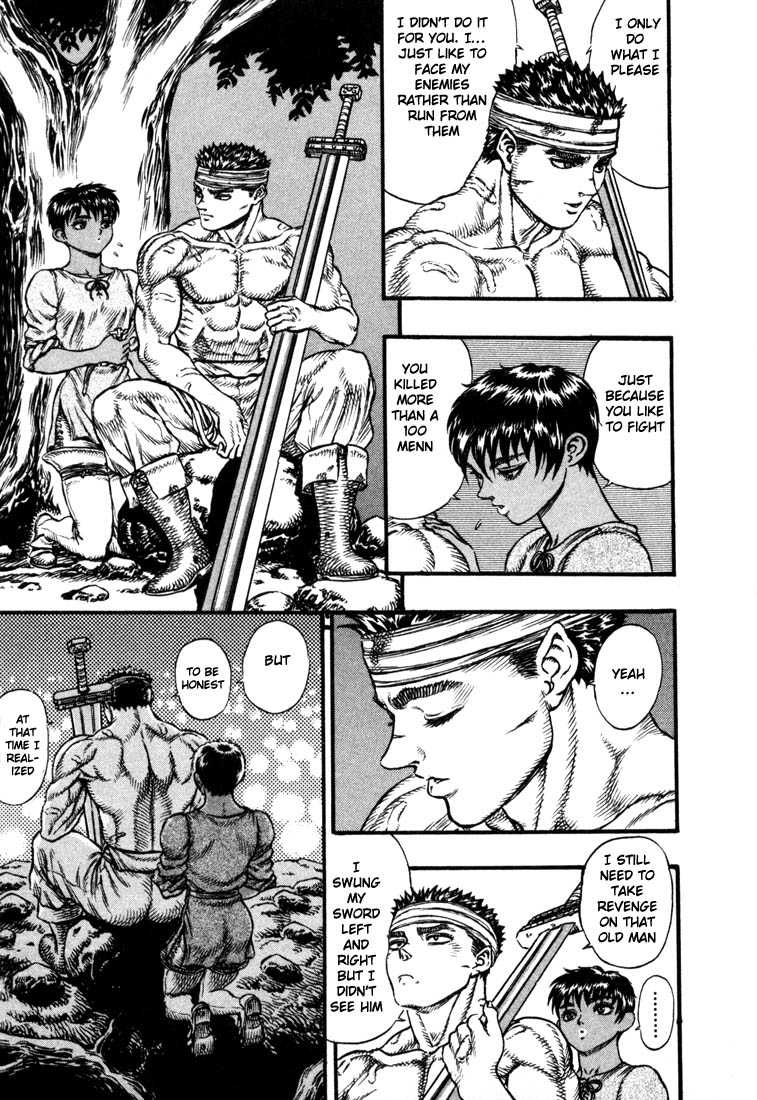 I ONLY
DO
WHAT I
PLEASE
I DIDN'T DO IT
FOR YOU. I...
JUST LIKE TO
FACE MY
ENEMIES
RATHER THAN
RUN FROM
THEM
JUST
BECAUSE
YOU LIKE
TO FIGHT
YOU
KILLED
MORE
THAN A
100
MENN
YEAH
...
I STILL
NEED TO
TAKE
REVENGE
ON THAT
OLD MAN
I
SWUNG
MY
SWORD
LEFT
AND
RIGHT
BUT I
DIDN'T
SEE HIM
........
BUT
TO BE
HONEST
AT
THAT
TIME I
REAL-
IZED